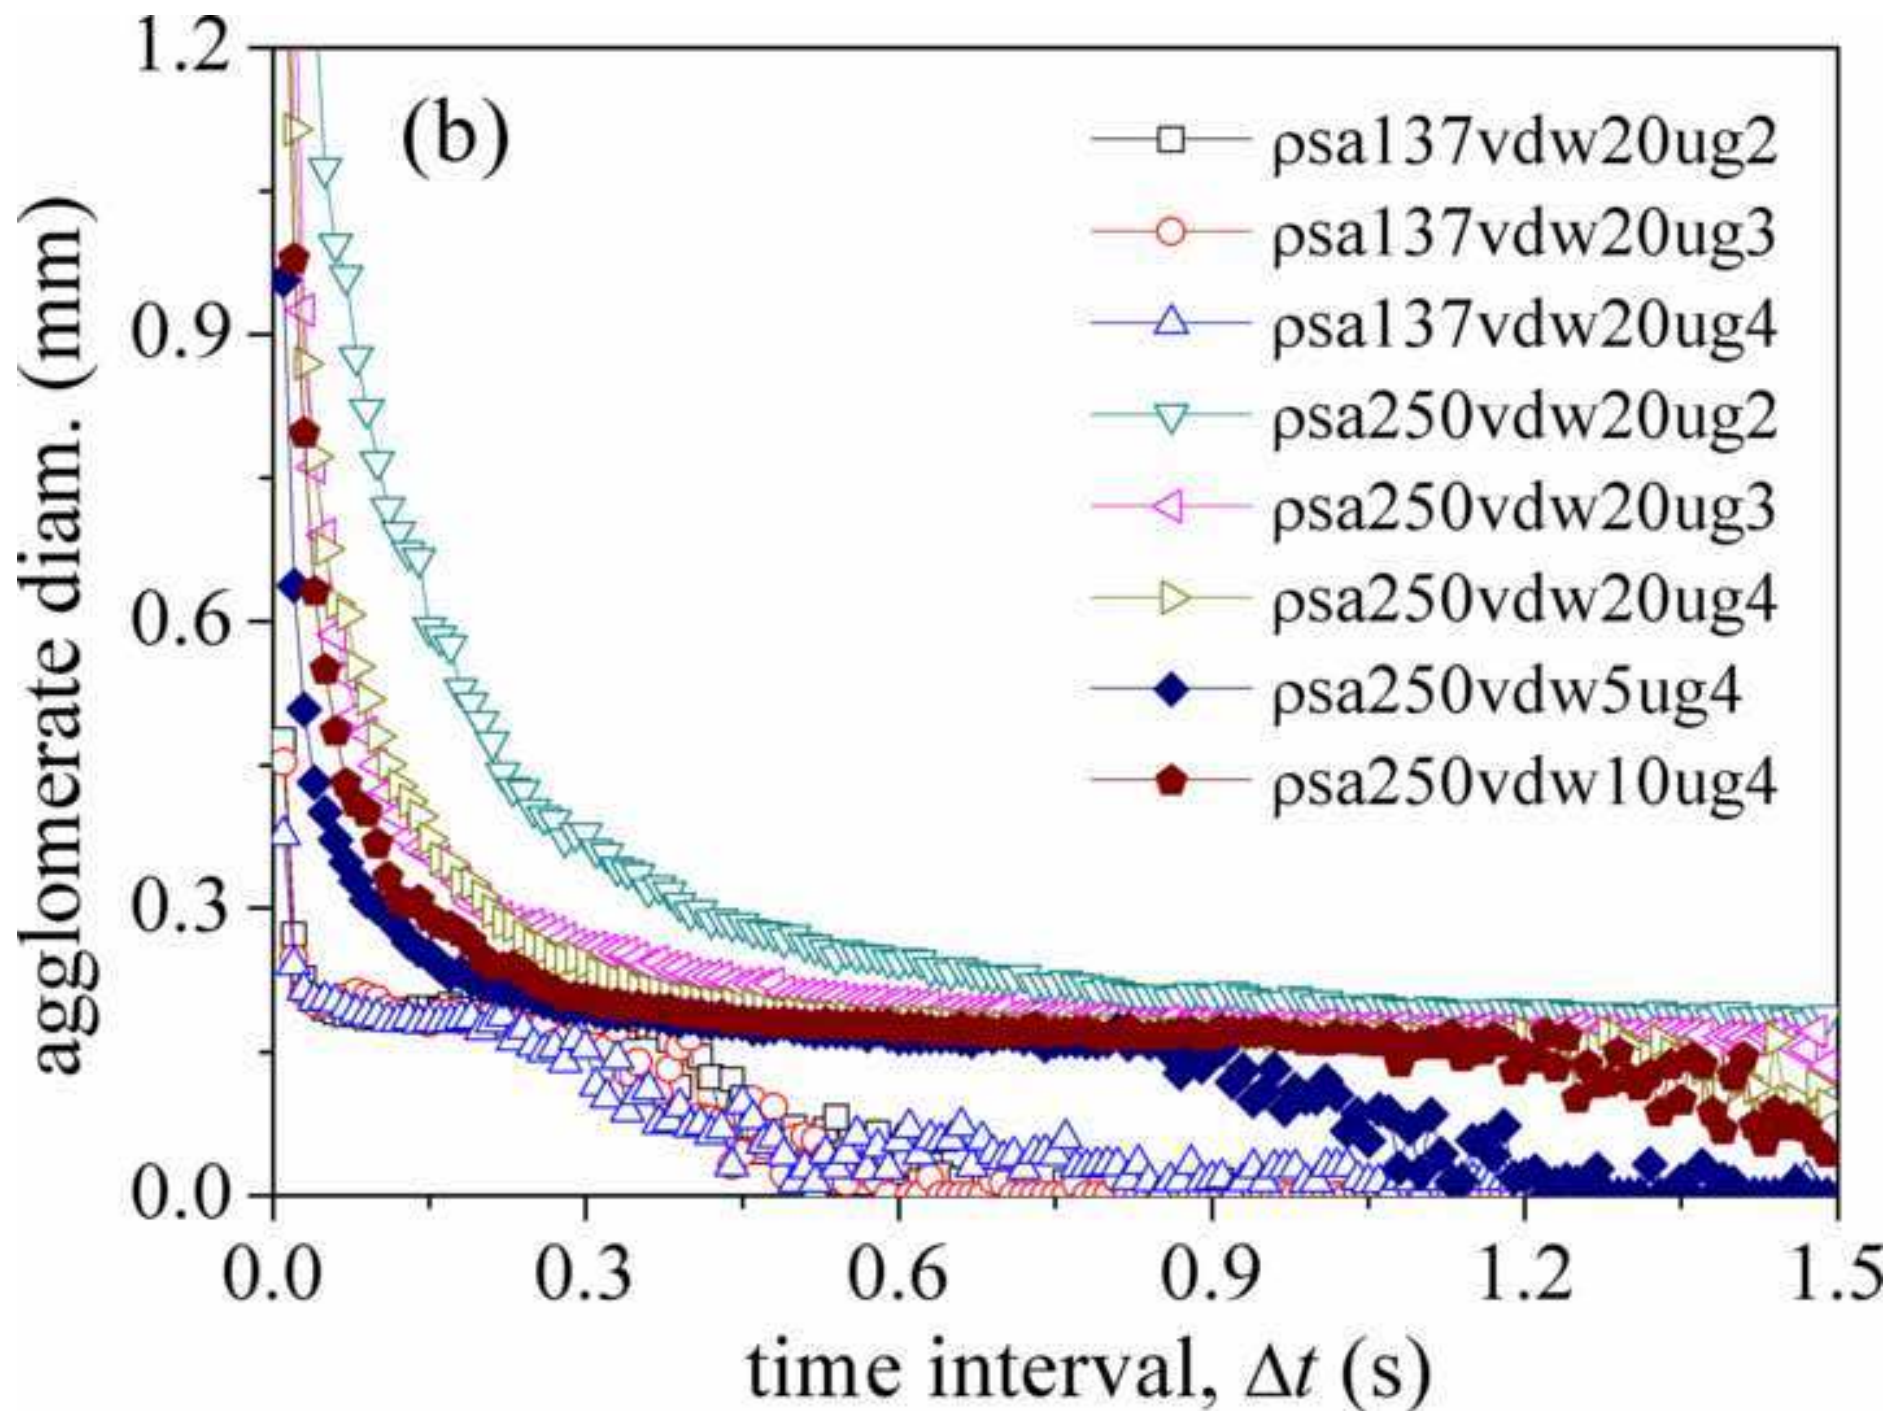 (b)
ρsa137vdw20ug2
ρsa137vdw20ug3
ρsa137vdw20ug4
ρsa250vdw20ug2
ρsa250vdw20ug3
ρsa250vdw20ug4
ρsa250vdw5ug4
ρsa250vdw10ug4
agglomerate diam. (mm)
1.2
0.9
0.6
0.3
0.0
0.0 0.3 0.6 0.9 1.2 1.5
time interval, Δt (s)